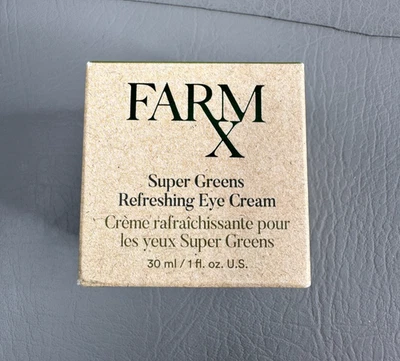 FARM
X
Super Greens
Refreshing Eye Cream
Crème rafraîchissante pour
les yeux Super Greens
30 ml / 1 fl. oz. U.S.